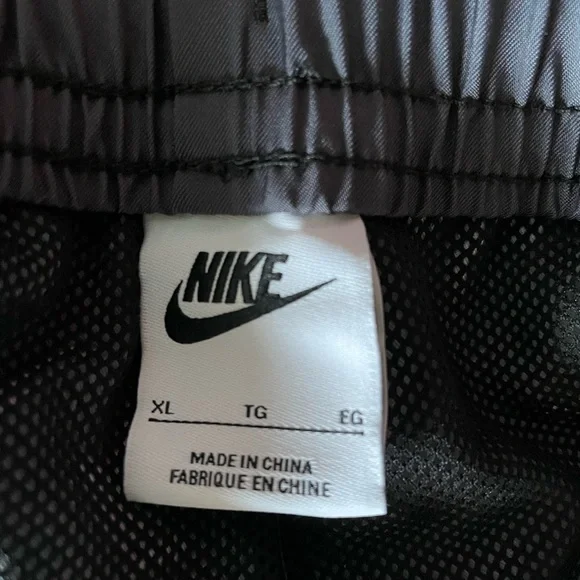 NIKE
XL TG EG
MADE IN CHINA
FABRIQUE EN CHINE